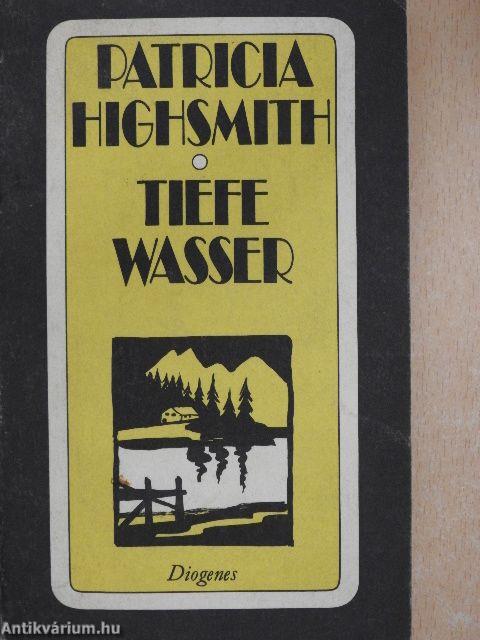 PATRICIA
HIGHSMITH
TIEFE
WASSER
Diogenes
Antikvárium.hu